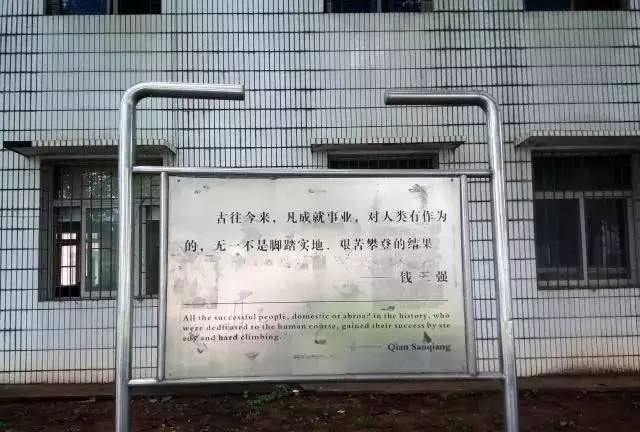 古往今来，凡成就事业，对人类有作为
的，无一不是脚踏实地、艰苦攀登的结果
—— 钱三强
All the successful people, domestic or abroad in the history, who
were dedicated to the human course, gained their success by ste
ady and hard climbing.
—— Qian Sanqiang